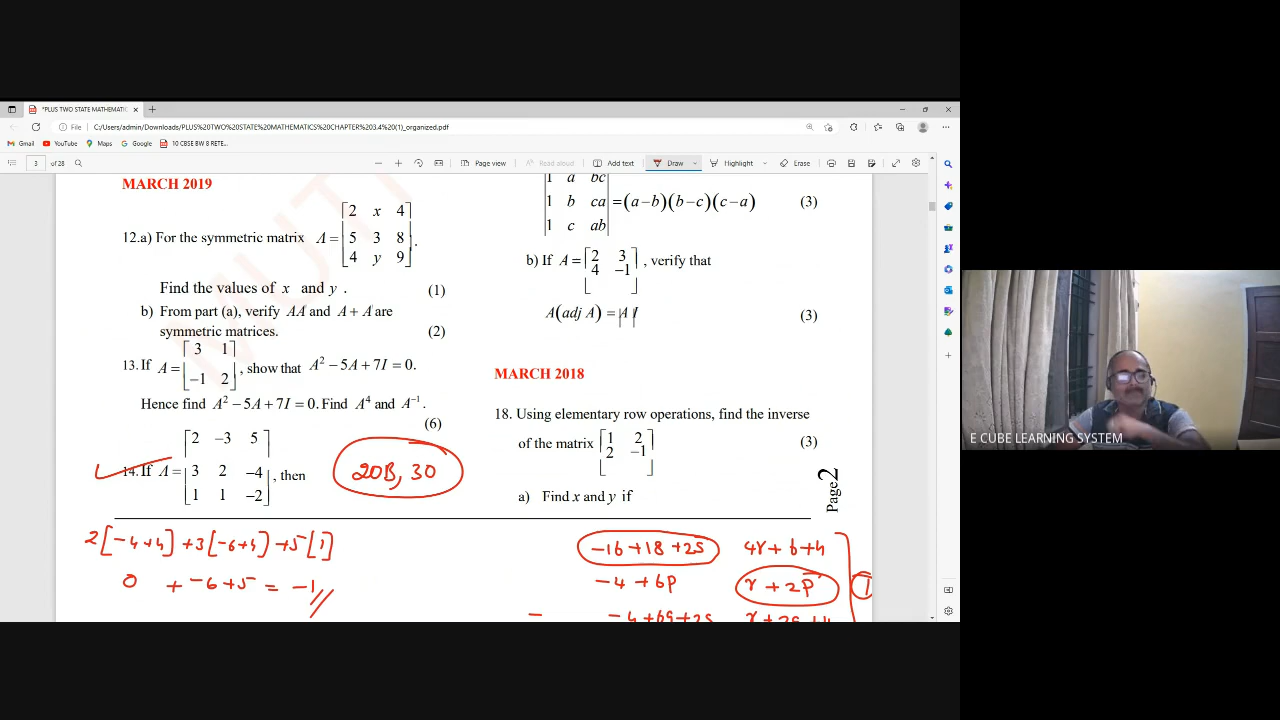 *PLUS TWO STATE MATHEMATIC
File
C:/Users/admin/Downloads/PLUS%20TWO%20STATE%20MATHEMATICS%20CHAPTER%203.4%20(1)_organized.pdf
Gmail YouTube Maps Google 10 CBSE BW 8 RETE...
3 of 28
Page view Read aloud Add text Draw Highlight Erase
MARCH 2019
12.a) For the symmetric matrix A = [2 x 4
5 3 8
4 y 9] .
Find the values of x and y . (1)
b) From part (a), verify AA and A + A are
symmetric matrices. (2)
13. If A = [3 1
−1 2] , show that A² − 5A + 7I = 0.
Hence find A² − 5A + 7I = 0. Find A⁴ and A⁻¹.
(6)
14. If A = [2 −3 5
3 2 −4
1 1 −2] , then
20B, 30
2[-4+4] +3[-6+4] +5[1]
0 + -6+5 = -1//
|1 a bc
1 b ca
1 c ab| = (a−b)(b−c)(c−a) (3)
b) If A = [2 3
4 −1] , verify that
A(adj A) = |A| I (3)
MARCH 2018
18. Using elementary row operations, find the inverse
of the matrix [1 2
2 −1] (3)
a) Find x and y if
Page2
-16+18+25 4r+6+4
-4+6p r+2p
-4+6q+25
E CUBE LEARNING SYSTEM